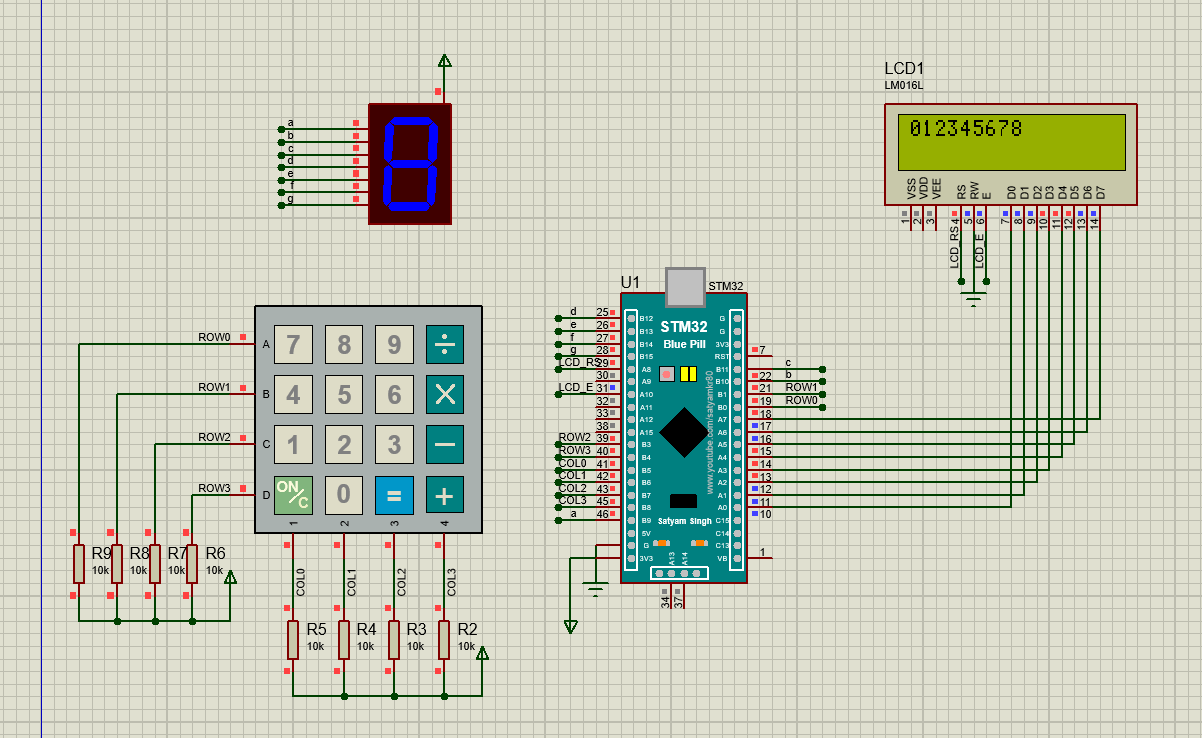 LCD1
LM016L
012345678
VSS VDD VEE RS RW E D0 D1 D2 D3 D4 D5 D6 D7
1 2 3 4 5 6 7 8 9 10 11 12 13 14
LCD_RS LCD_E
a
b
c
d
e
f
g
U1
STM32
STM32
Blue Pill
www.youtube.com/satyamkr80
Satyam Singh
d 25 B12
e 26 B13
f 27 B14
g 28 B15
LCD_RS 29 A8
30 A9
LCD_E 31 A10
32 A11
33 A12
38 A15
ROW2 39 B3
ROW3 40 B4
COL0 41 B5
COL1 42 B6
COL2 43 B7
COL3 45 B8
a 46 B9
5V
G
3V3
G
G
3V3
RST 7
B11 c
B10 22 b
B1 21 ROW1
B0 19 ROW0
A7 18
A6 17
A5 16
A4 15
A3 14
A2 13
A1 12
A0 11
C15 10
C14
C13
VB 1
A13 A14
34 37
ROW0 A 7 8 9 ÷
ROW1 B 4 5 6 ×
ROW2 C 1 2 3 −
ROW3 D ON/C 0 = +
1 2 3 4
COL0 COL1 COL2 COL3
R9 R8 R7 R6
10k 10k 10k 10k
R5 R4 R3 R2
10k 10k 10k 10k